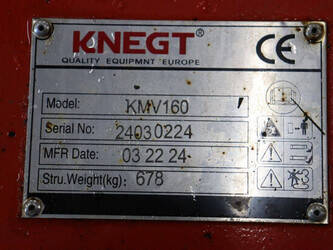 KNEGT
CE
QUALITY EQUIPMNT EUROPE
Model: KMV160
Serial No: 24030224
MFR Date: 03 22 24
Stru.Weight(kg): 678